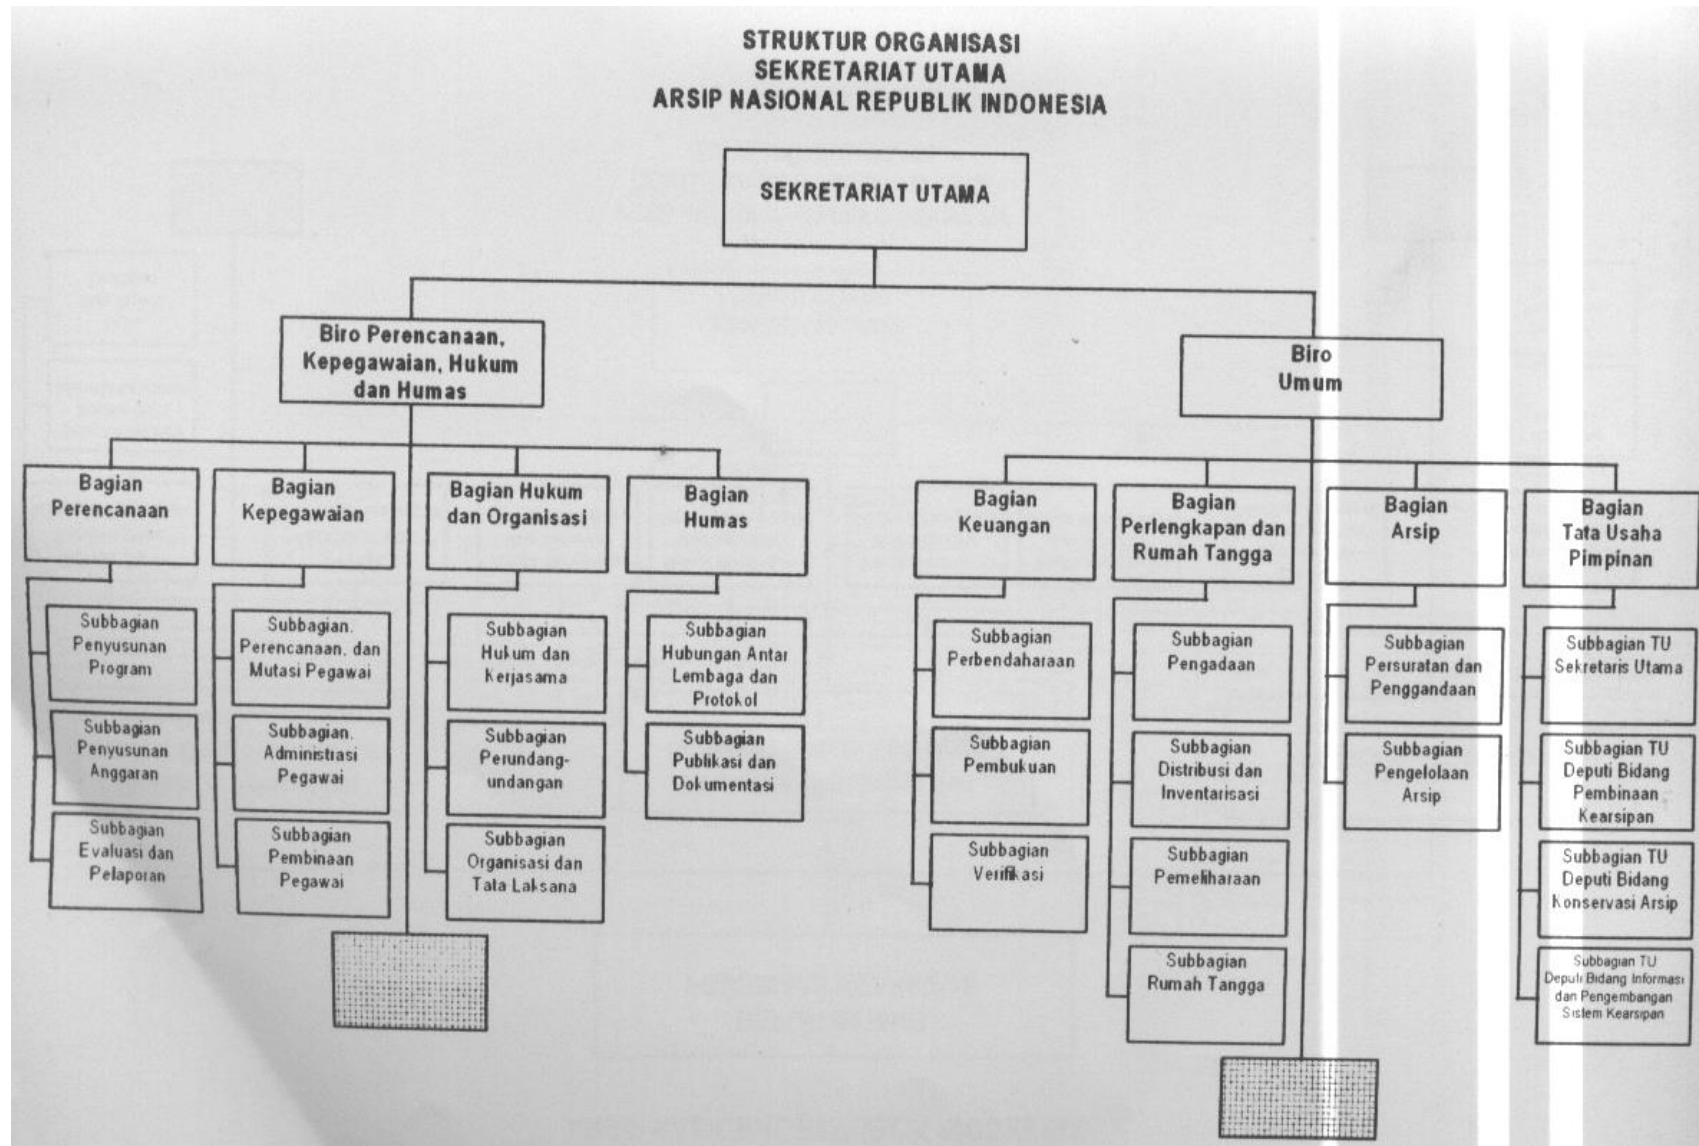 STRUKTUR ORGANISASI
SEKRETARIAT UTAMA
ARSIP NASIONAL REPUBLIK INDONESIA
SEKRETARIAT UTAMA
Biro Perencanaan,
Kepegawaian, Hukum
dan Humas
Biro
Umum
Bagian
Perencanaan
Bagian
Kepegawaian
Bagian Hukum
dan Organisasi
Bagian
Humas
Bagian
Keuangan
Bagian
Perlengkapan dan
Rumah Tangga
Bagian
Arsip
Bagian
Tata Usaha
Pimpinan
Subbagian
Penyusunan
Program
Subbagian
Penyusunan
Anggaran
Subbagian
Evaluasi dan
Pelaporan
Subbagian.
Perencanaan. dan
Mutasi Pegawai
Subbagian.
Administrasi
Pegawai
Subbagian
Pembinaan
Pegawai
Subbagian
Hukum dan
Kerjasama
Subbagian
Perundang-
undangan
Subbagian
Organisasi dan
Tata Laksana
Subbagian
Hubungan Antar
Lembaga dan
Protokol
Subbagian
Publikasi dan
Dokumentasi
Subbagian
Perbendaharaan
Subbagian
Pembukuan
Subbagian
Verifikasi
Subbagian
Pengadaan
Subbagian
Distribusi dan
Inventarisasi
Subbagian
Pemeliharaan
Subbagian
Rumah Tangga
Subbagian
Persuratan dan
Penggandaan
Subbagian
Pengelolaan
Arsip
Subbagian TU
Sekretaris Utama
Subbagian TU
Deputi Bidang
Pembinaan
Kearsipan
Subbagian TU
Deputi Bidang
Konservasi Arsip
Subbagian TU
Deputi Bidang Informasi
dan Pengembangan
Sistem Kearsipan